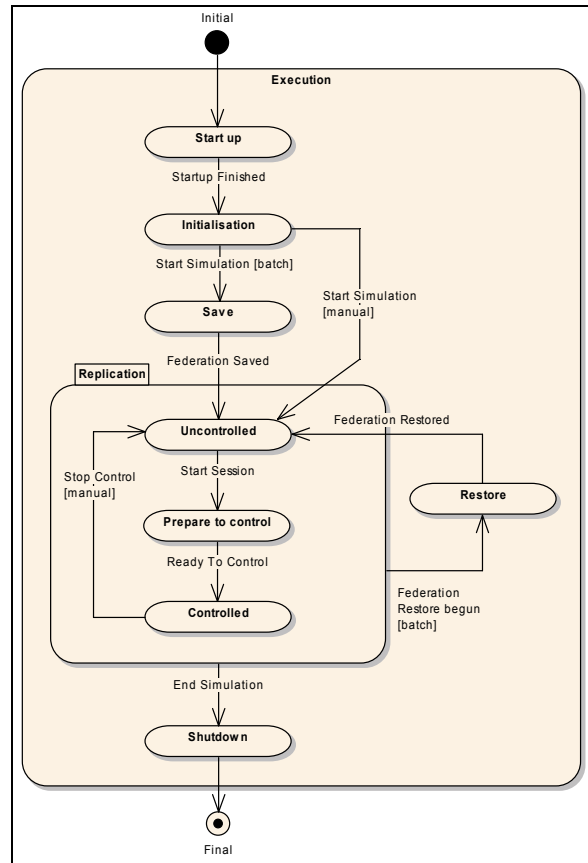 Initial
Execution
Start up
Startup Finished
Initialisation
Start Simulation [batch]
Start Simulation
[manual]
Save
Federation Saved
Replication
Uncontrolled
Federation Restored
Stop Control
[manual]
Start Session
Restore
Prepare to control
Ready To Control
Federation
Restore begun
[batch]
Controlled
End Simulation
Shutdown
Final